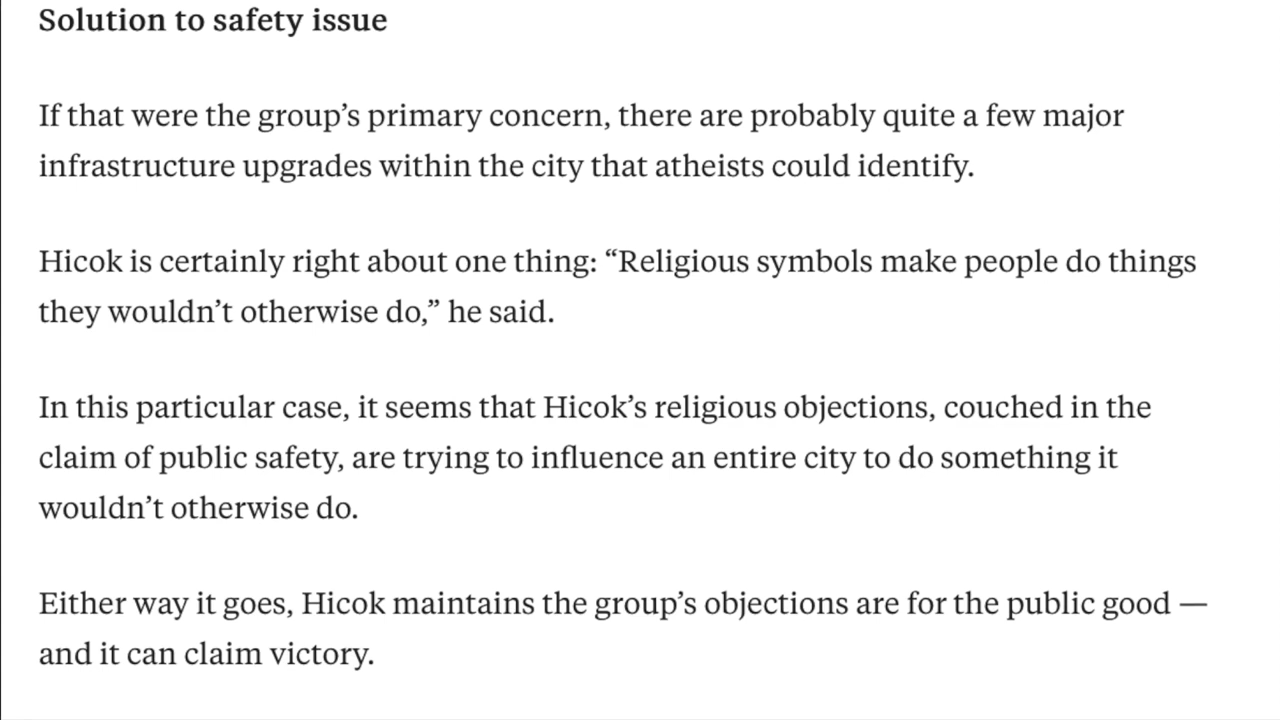 Solution to safety issue
If that were the group’s primary concern, there are probably quite a few major
infrastructure upgrades within the city that atheists could identify.
Hicok is certainly right about one thing: “Religious symbols make people do things
they wouldn’t otherwise do,” he said.
In this particular case, it seems that Hicok’s religious objections, couched in the
claim of public safety, are trying to influence an entire city to do something it
wouldn’t otherwise do.
Either way it goes, Hicok maintains the group’s objections are for the public good —
and it can claim victory.